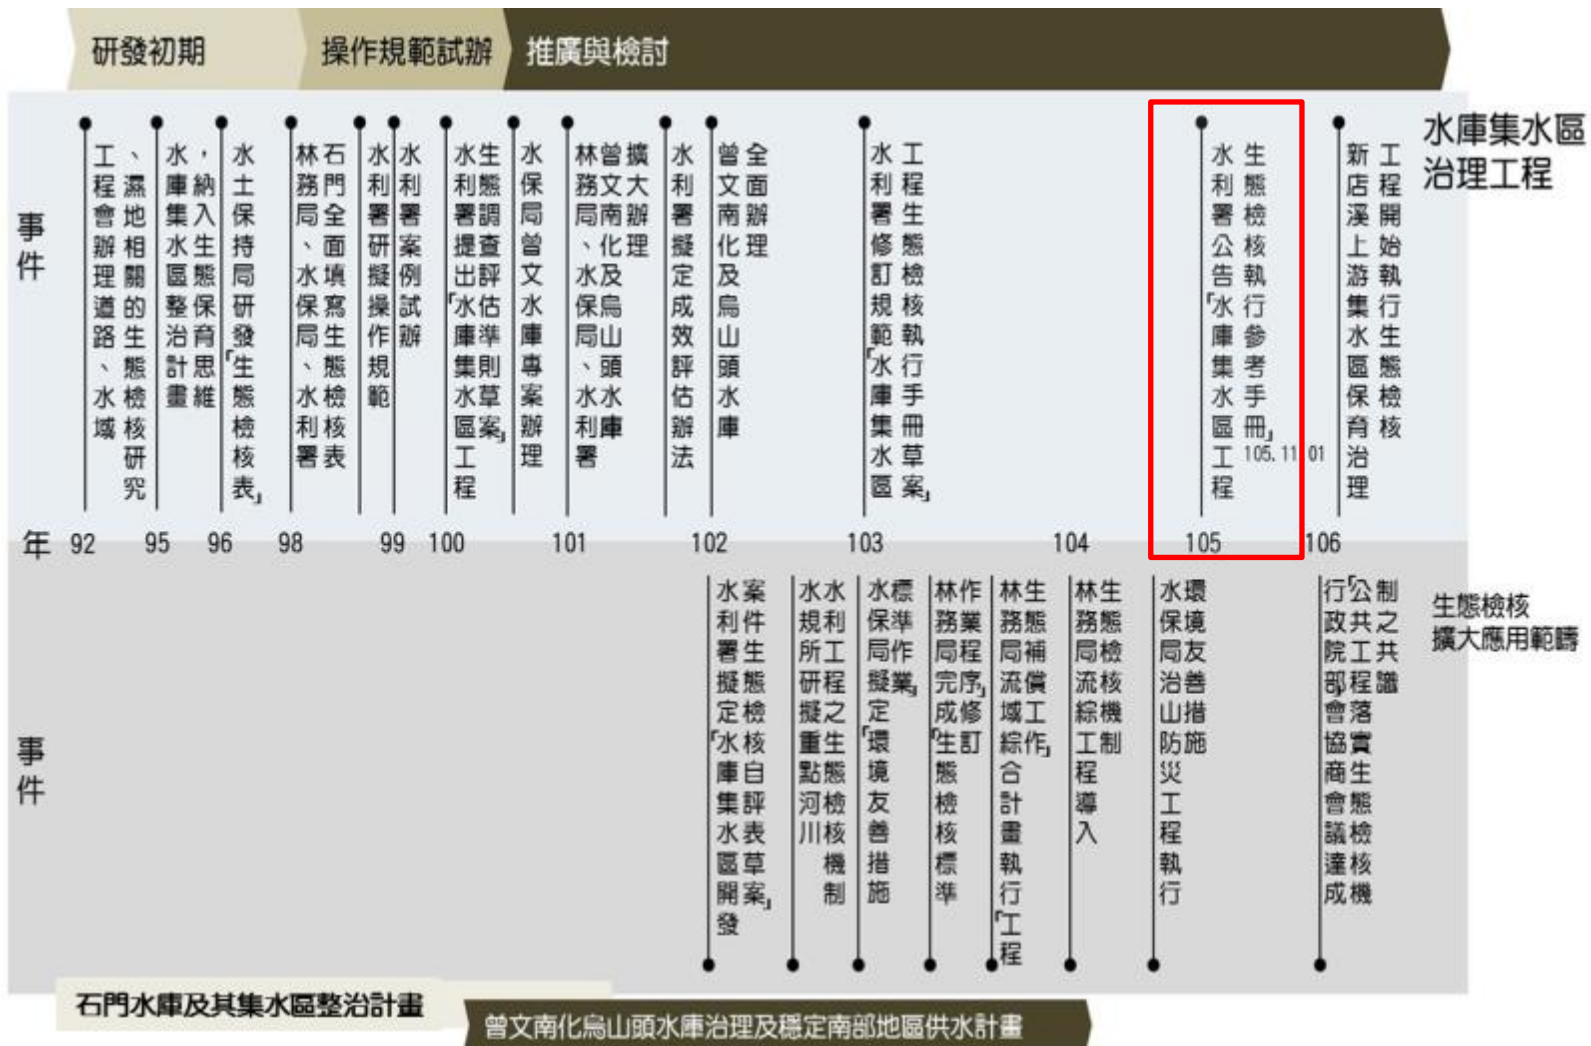 研發初期
操作規範試辦
推廣與檢討
水庫集水區
治理工程
事件
工程會辦理道路、水域
、濕地相關的生態檢核研究
水庫集水區整治計畫
，納入生態保育思維
水土保持局研發「生態檢核表」
林務局、水保局、水利署
石門全面填寫生態檢核表
水利署研擬操作規範
水利署案例試辦
水利署提出「水庫集水區工程
生態調查評估準則草案」
水保局曾文水庫專案辦理
林務局、水保局、水利署
曾文南化及烏山頭水庫
擴大辦理
水利署擬定成效評估辦法
曾文南化及烏山頭水庫
全面辦理
水利署修訂規範「水庫集水區
工程生態檢核執行手冊草案」
水利署公告「水庫集水區工程
生態檢核執行參考手冊」
105.11.01
新店溪上游集水區保育治理
工程開始執行生態檢核
年 92 95 96 98 99 100 101 102 103 104 105 106
生態檢核
擴大應用範疇
事件
水利署擬定「水庫集水區開發
案件生態檢核自評表草案」
水規所研擬重點河川
水利工程之生態檢核機制
水保局擬定「環境友善措施
標準作業」
林務局完成「生態檢核標準
作業程序」修訂
林務局流域綜合計畫執行「工程
生態補償工作」
林務局流綜工程導入
生態檢核機制
水保局治山防災工程執行
環境友善措施
行政院部會協商會議達成
「公共工程落實生態檢核機
制」之共識
石門水庫及其集水區整治計畫
曾文南化烏山頭水庫治理及穩定南部地區供水計畫